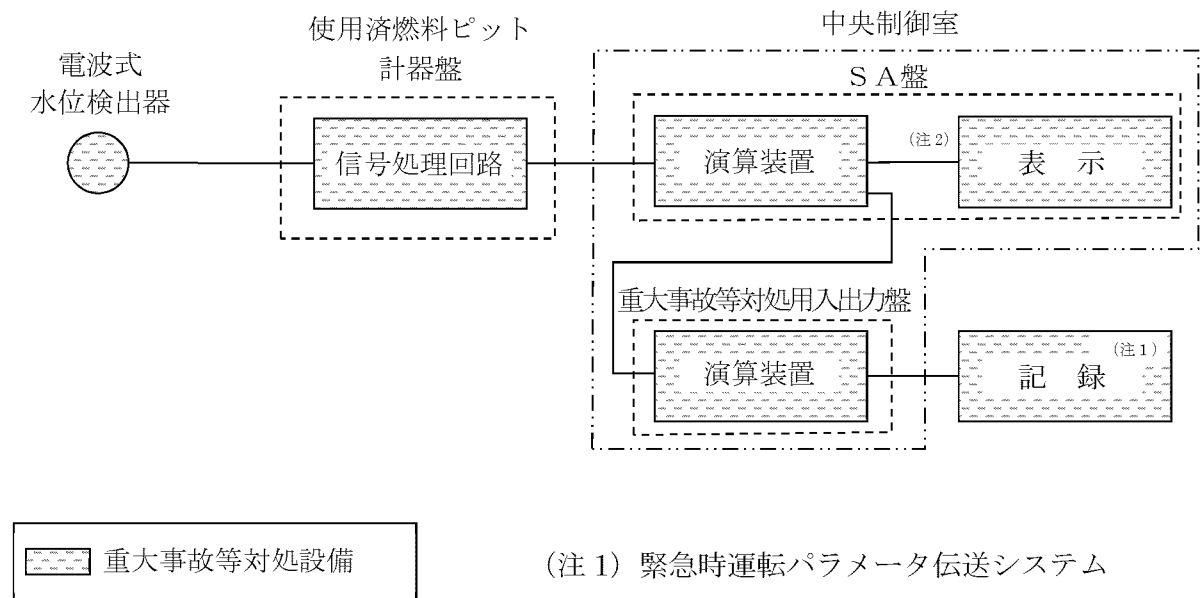 中央制御室
使用済燃料ピット
計器盤
電波式
水位検出器
ＳＡ盤
信号処理回路
演算装置
(注２)
表　示
重大事故等対処用入出力盤
演算装置
(注１)
記　録
重大事故等対処設備
(注１) 緊急時運転パラメータ伝送システム